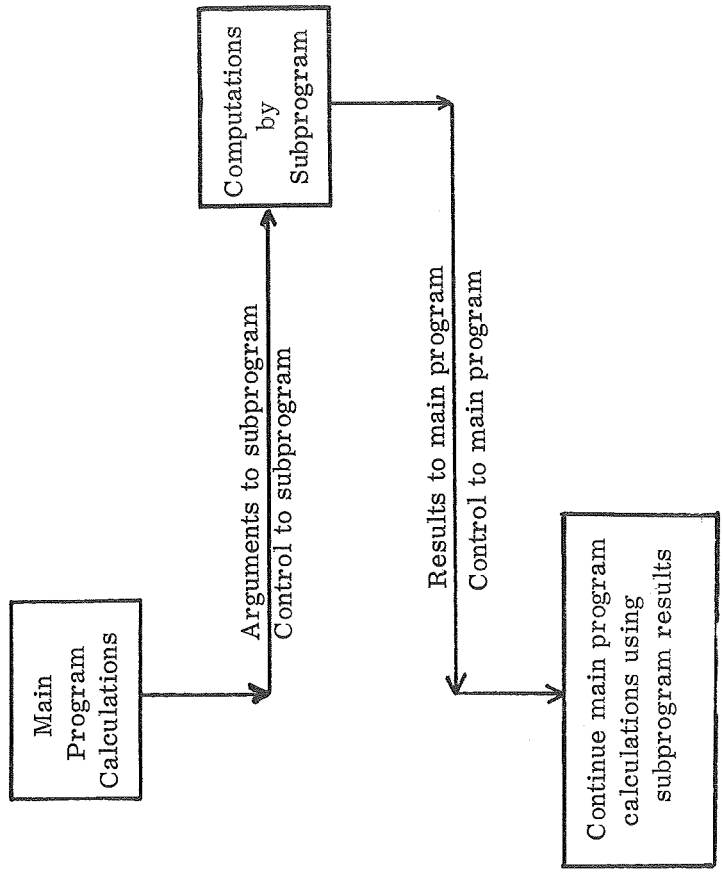 Main
Program
Calculations
Arguments to subprogram
Control to subprogram
Computations
by
Subprogram
Results to main program
Control to main program
Continue main program
calculations using
subprogram results